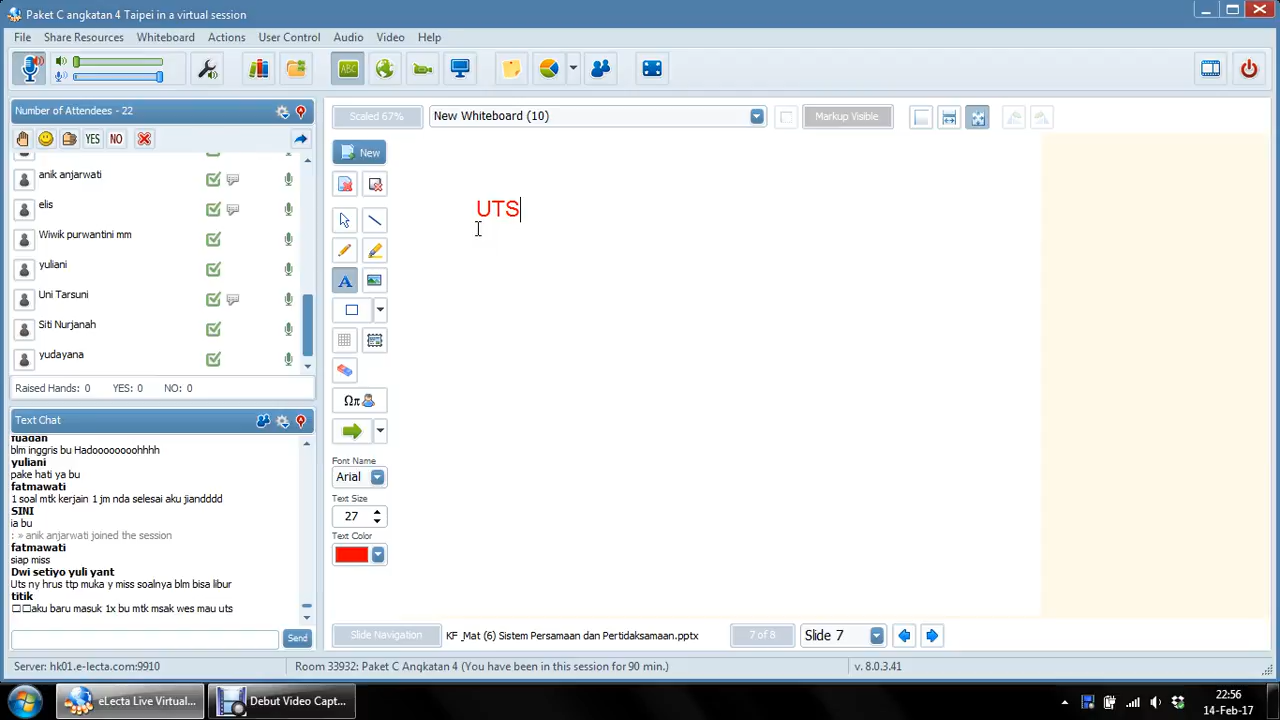 Paket C angkatan 4 Taipei in a virtual session
File Share Resources Whiteboard Actions User Control Audio Video Help
ABC
Number of Attendees - 22
YES NO
anik anjarwati
elis
Wiwik purwantini mm
yuliani
Uni Tarsuni
Siti Nurjanah
yudayana
Raised Hands: 0 YES: 0 NO: 0
Text Chat
fuadan
blm inggris bu Hadooooooohhhh
yuliani
pake hati ya bu
fatmawati
1 soal mtk kerjain 1 jm nda selesai aku jiandddd
SINI
ia bu
: » anik anjarwati joined the session
fatmawati
siap miss
Dwi setiyo yuli yant
Uts ny hrus ttp muka y miss soalnya blm bisa libur
titik
aku baru masuk 1x bu mtk msak wes mau uts
Send
Scaled 67% New Whiteboard (10) Markup Visible
New
UTS
A
Ωπ
Font Name
Arial
Text Size
27
Text Color
Slide Navigation KF _Mat (6) Sistem Persamaan dan Pertidaksamaan.pptx 7 of 8 Slide 7
Server: hk01.e-lecta.com:9910 Room 33932: Paket C Angkatan 4 (You have been in this session for 90 min.) v. 8.0.3.41
eLecta Live Virtual... Debut Video Capt...
22:56
14-Feb-17